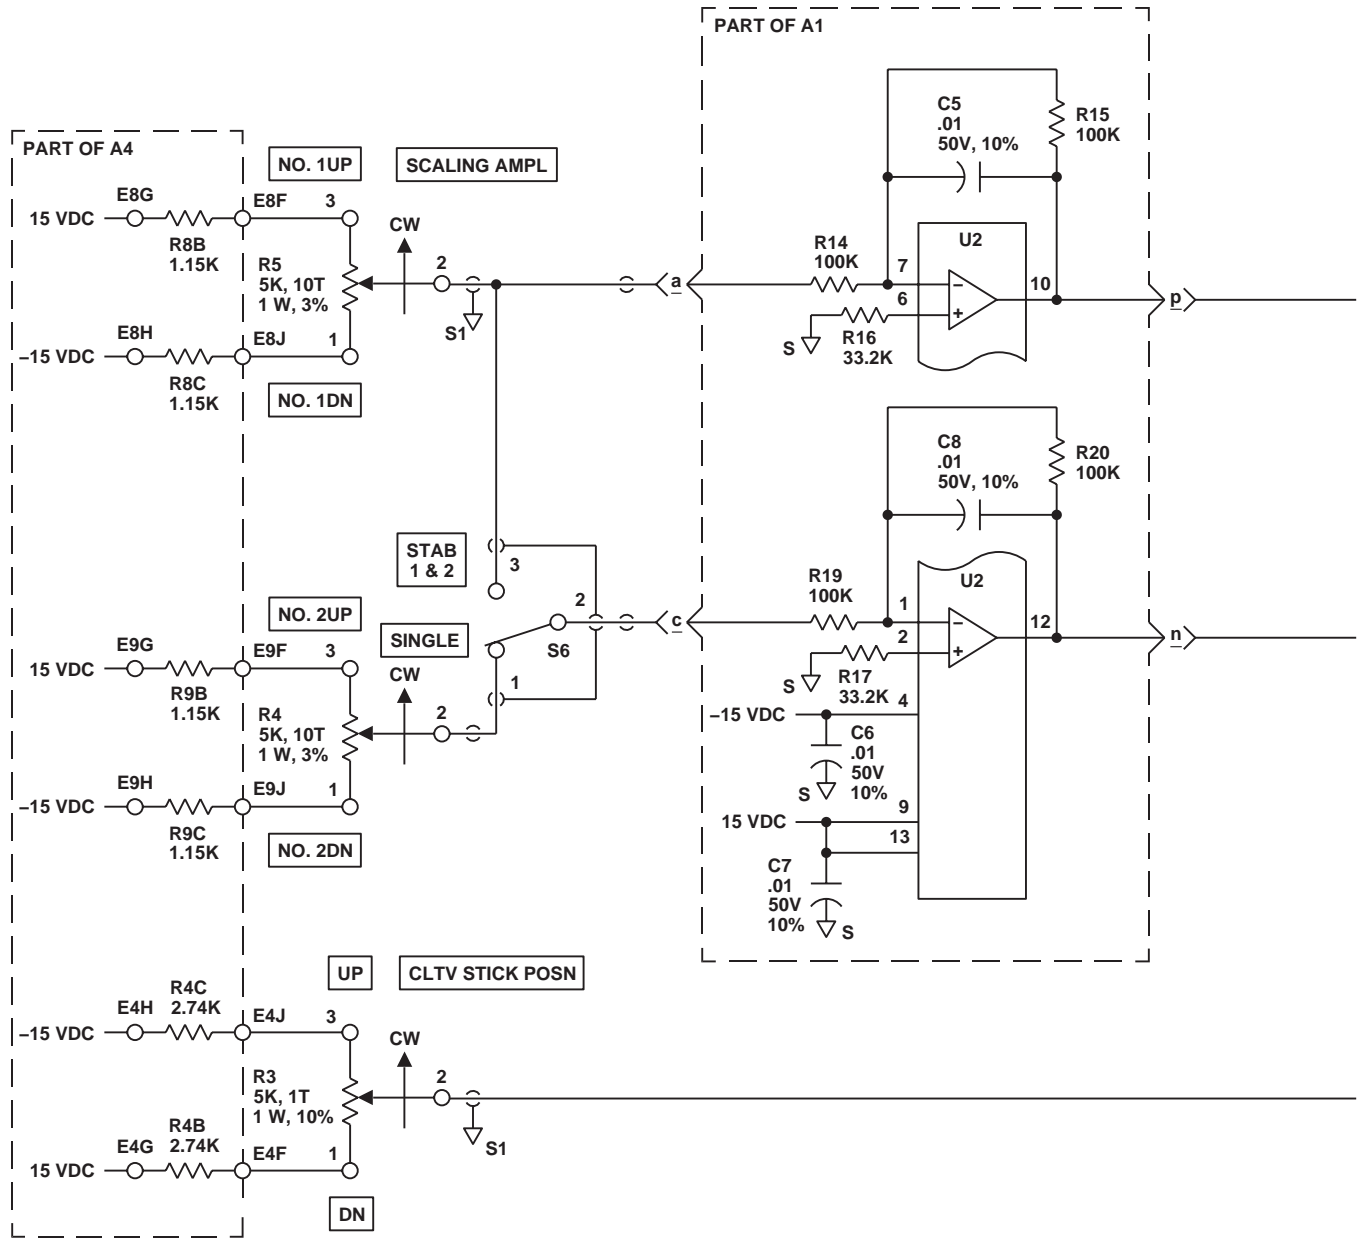 PART OF A1
C5
.01
50V, 10%
R15
100K
PART OF A4
NO. 1UP
SCALING AMPL
E8G
E8F
3
15 VDC
R8B
1.15K
CW
U2
R14
100K
R5
5K, 10T
1 W, 3%
2
a
7
10
6
p
S1
S
R16
33.2K
E8H
E8J
1
–15 VDC
R8C
1.15K
NO. 1DN
C8
.01
50V, 10%
R20
100K
STAB
1 & 2
3
R19
100K
U2
NO. 2UP
2
c
1
12
SINGLE
S6
2
n
E9G
E9F
3
15 VDC
R9B
1.15K
CW
1
S
R17
33.2K
4
R4
5K, 10T
1 W, 3%
2
–15 VDC
C6
.01
50V
10%
S
E9H
E9J
1
–15 VDC
R9C
1.15K
9
15 VDC
13
NO. 2DN
C7
.01
50V
10%
S
UP
CLTV STICK POSN
R4C
2.74K
E4H
E4J
3
–15 VDC
CW
R3
5K, 1T
1 W, 10%
2
R4B
2.74K
S1
E4G
E4F
1
15 VDC
DN